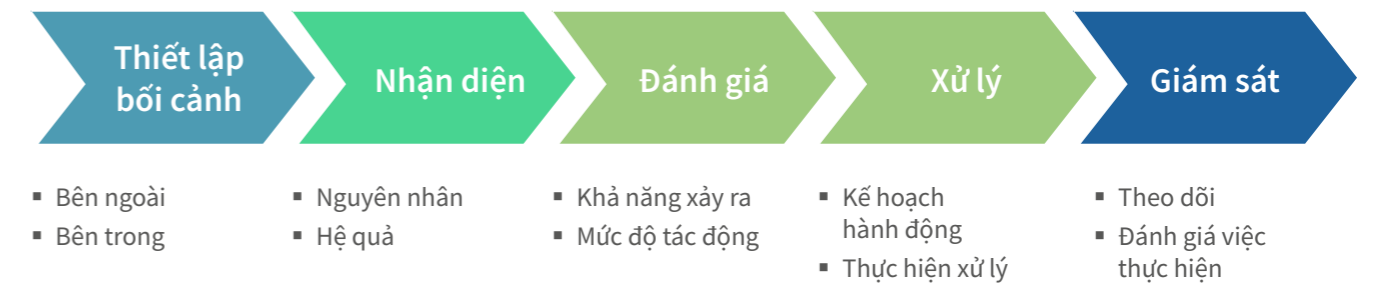 Thiết lập
bối cảnh
Nhận diện
Đánh giá
Xử lý
Giám sát
▪ Bên ngoài
▪ Bên trong
▪ Nguyên nhân
▪ Hệ quả
▪ Khả năng xảy ra
▪ Mức độ tác động
▪ Kế hoạch
hành động
▪ Thực hiện xử lý
▪ Theo dõi
▪ Đánh giá việc
thực hiện